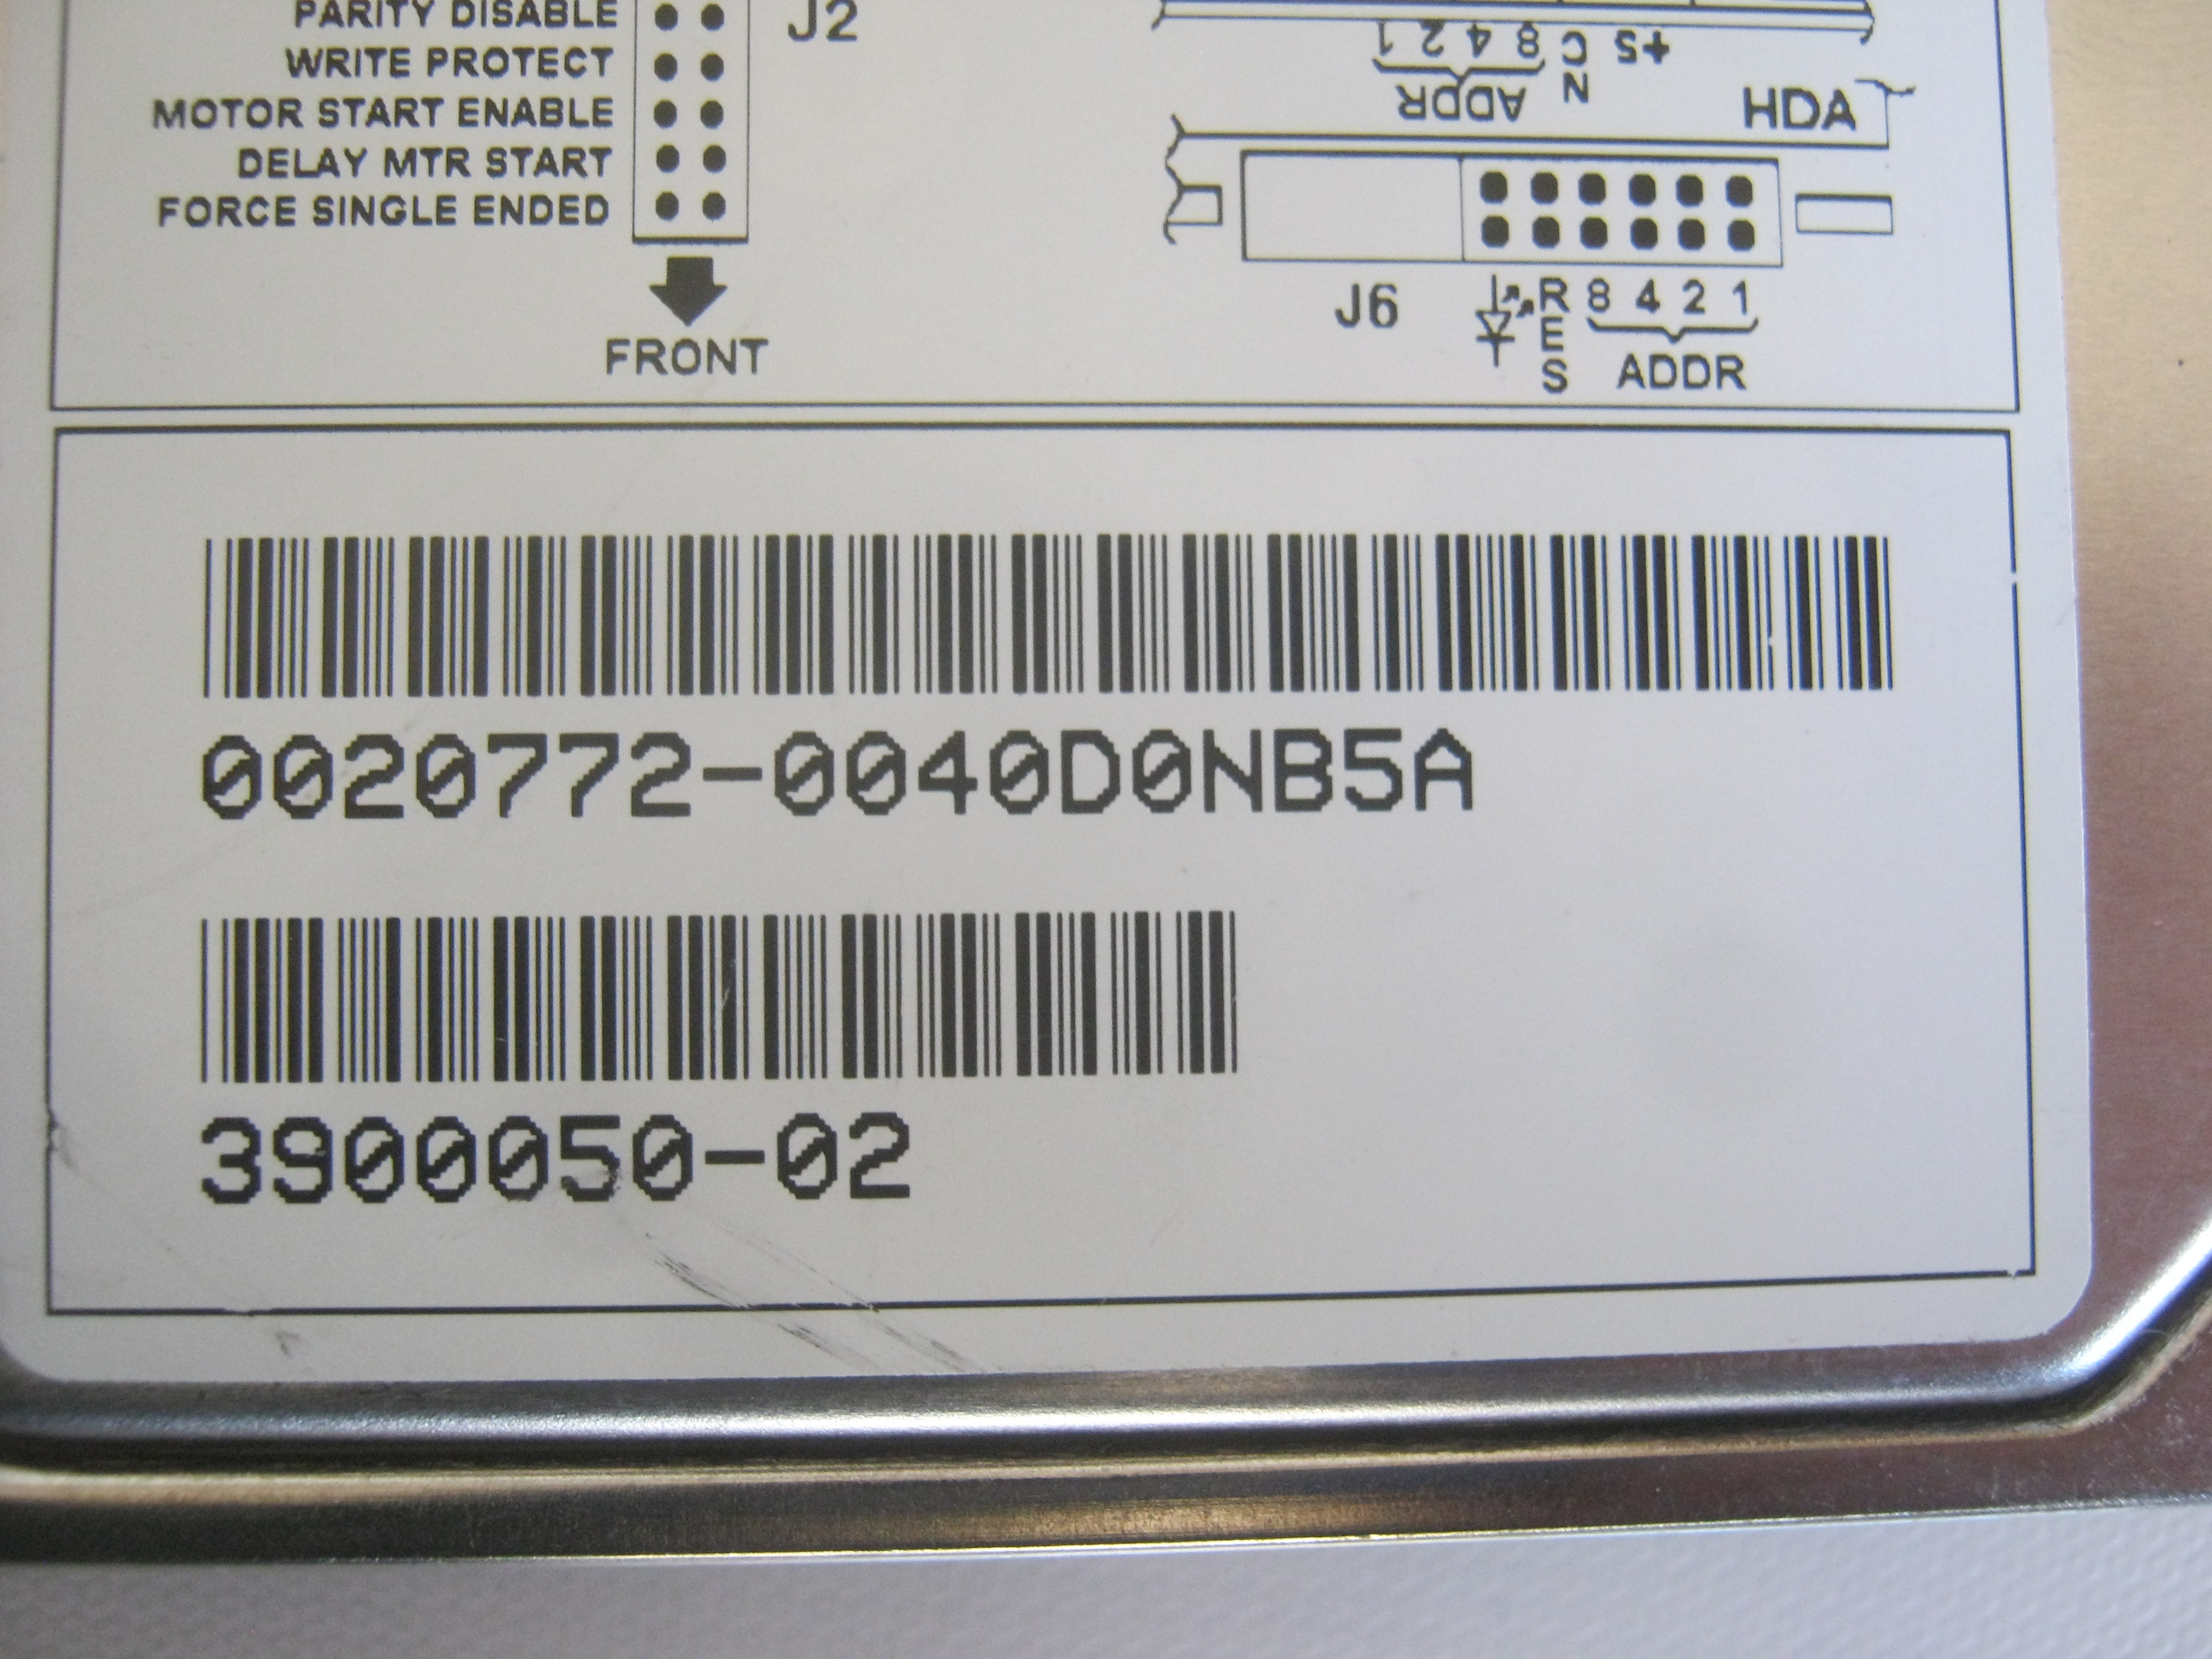 PARITY DISABLE
WRITE PROTECT
MOTOR START ENABLE
DELAY MTR START
FORCE SINGLE ENDED
J2
FRONT
+5
N C
8 4 2 1
ADDR
HDA
J6
RES 8 4 2 1
ADDR
0020772-0040D0NB5A
3900050-02